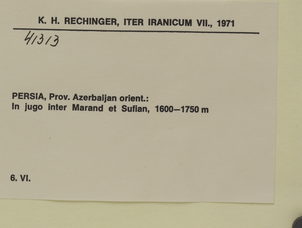 K. H. RECHINGER, ITER IRANICUM VII., 1971
41313
PERSIA, Prov. Azerbaijan orient.:
In jugo inter Marand et Sufian, 1600—1750 m
6. VI.